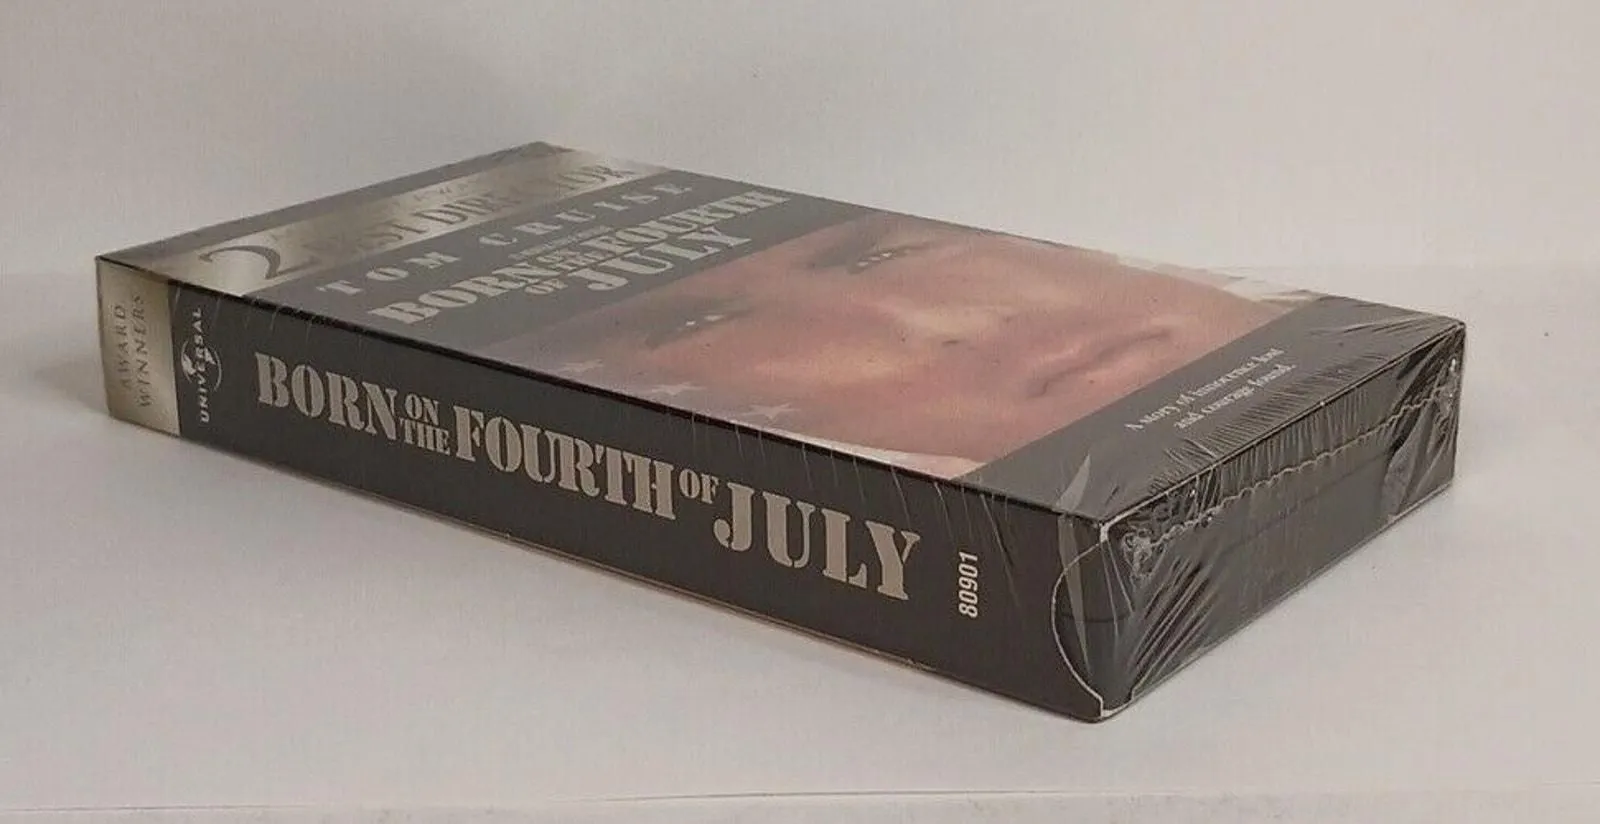 2
BEST DIRECTOR
TOM CRUISE
BORN ON THE FOURTH
OF JULY
A story of innocence lost
and courage found.
AWARD
WINNERS
UNIVERSAL
BORN ON THE FOURTH OF JULY
80901